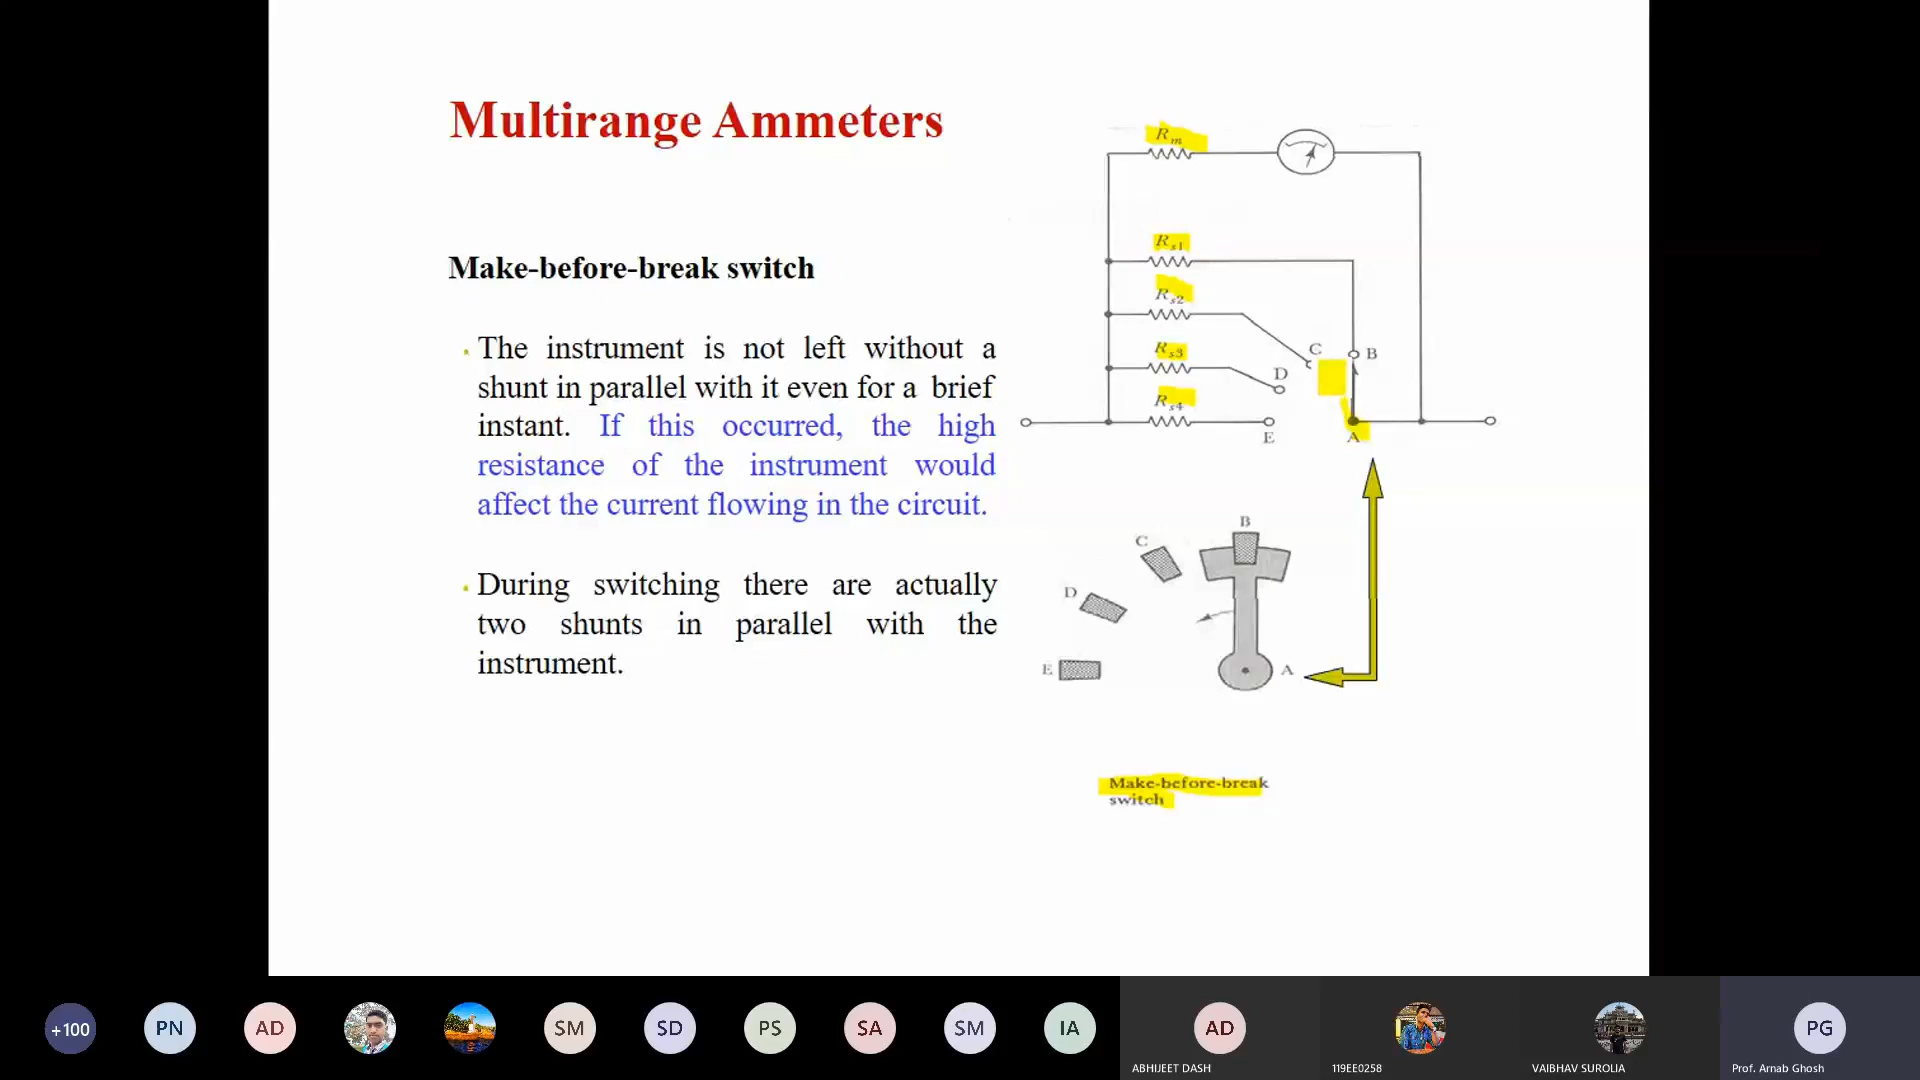 Multirange Ammeters
Make-before-break switch
The instrument is not left without a
shunt in parallel with it even for a brief
instant. If this occurred, the high
resistance of the instrument would
affect the current flowing in the circuit.
During switching there are actually
two shunts in parallel with the
instrument.
Rm
Rs1
Rs2
Rs3
Rs4
C
B
D
E
A
B
C
D
E
A
Make-before-break
switch
+100
PN
AD
SM
SD
PS
SA
SM
IA
AD
PG
ABHIJEET DASH
119EE0258
VAIBHAV SUROLIA
Prof. Arnab Ghosh